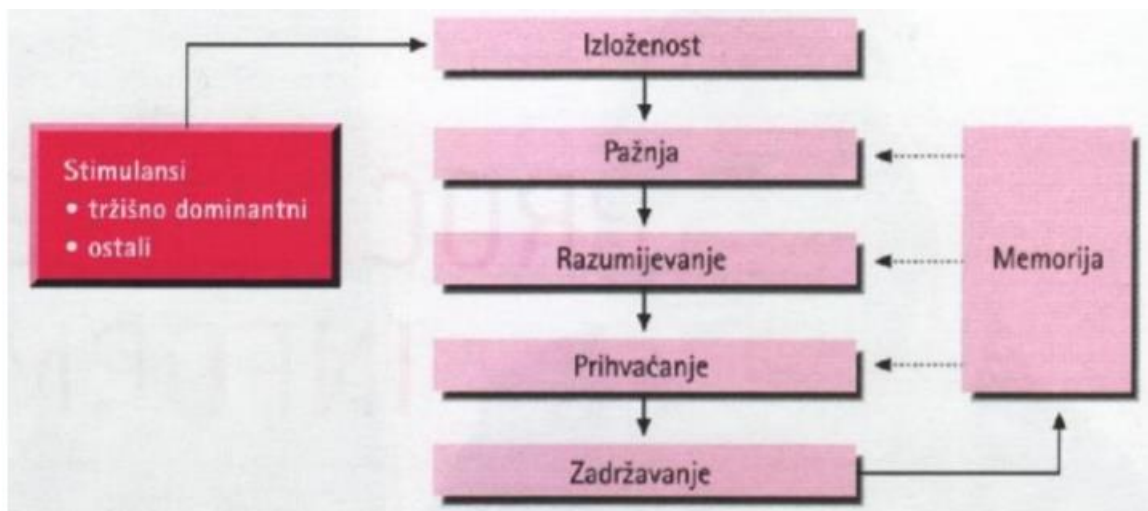 Izloženost
Stimulansi
• tržišno dominantni
• ostali
Pažnja
Razumijevanje
Memorija
Prihvaćanje
Zadržavanje